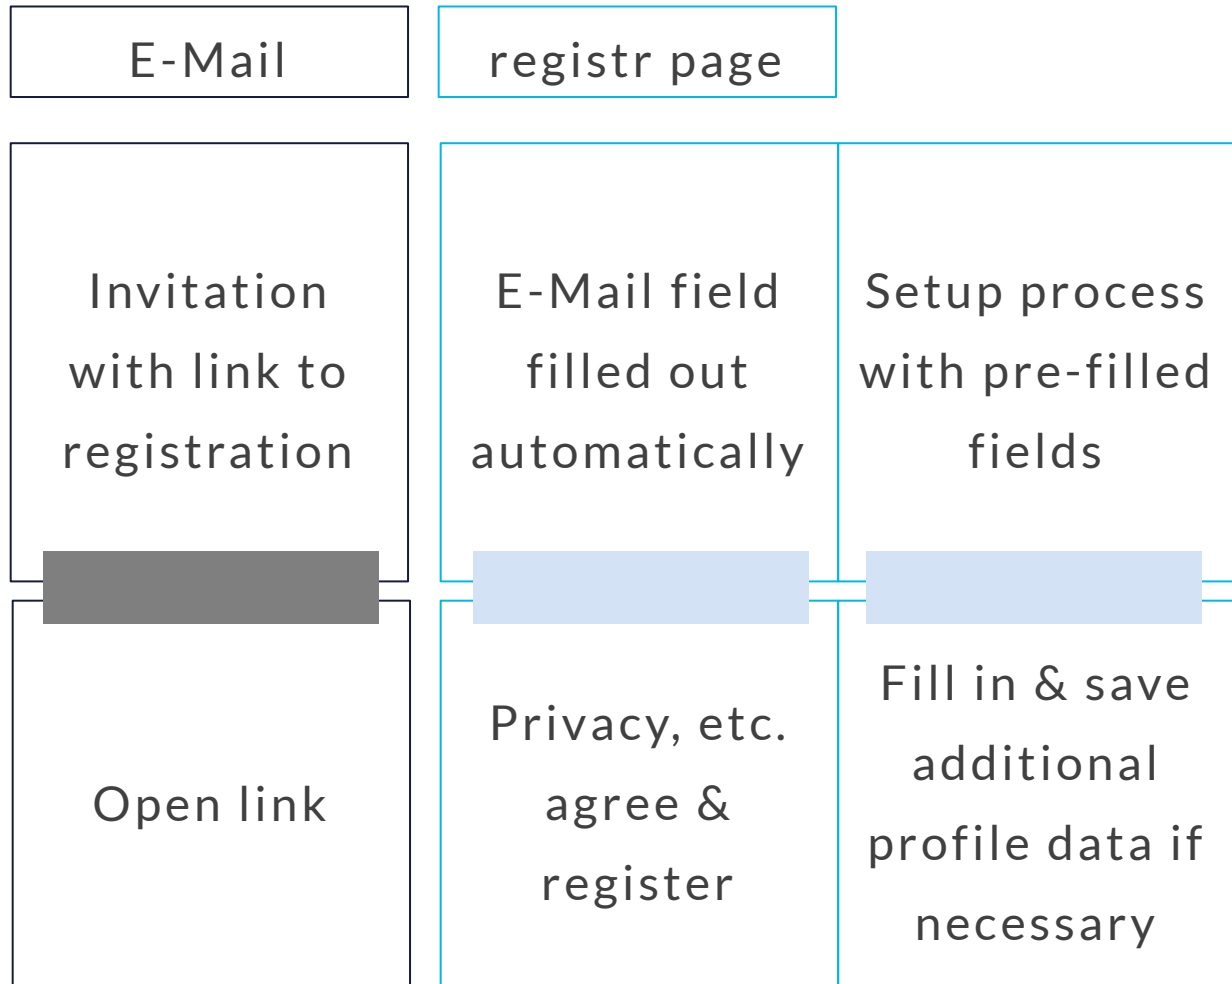 E-Mail
registr page
Invitation
with link to
registration
E-Mail field
filled out
automatically
Setup process
with pre-filled
fields
Open link
Privacy, etc.
agree &
register
Fill in & save
additional
profile data if
necessary